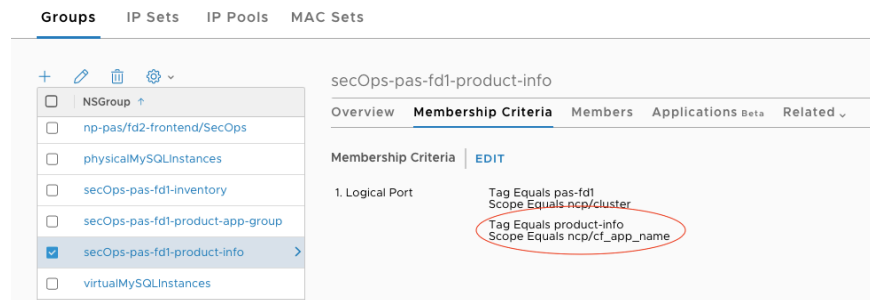 Groups IP Sets IP Pools MAC Sets
secOps-pas-fd1-product-info
NSGroup
Overview Membership Criteria Members Applications Beta Related
np-pas/fd2-frontend/SecOps
physicalMySQLInstances
Membership Criteria EDIT
secOps-pas-fd1-inventory
1. Logical Port Tag Equals pas-fd1
Scope Equals ncp/cluster
secOps-pas-fd1-product-app-group
Tag Equals product-info
Scope Equals ncp/cf_app_name
secOps-pas-fd1-product-info
virtualMySQLInstances